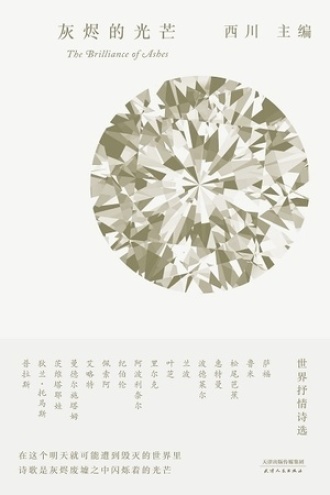 灰烬的光芒
西川 主编
The Brilliance of Ashes
世界抒情诗选
萨福
鲁米
松尾芭蕉
惠特曼
波德莱尔
兰波
叶芝
里尔克
阿波利奈尔
纪伯伦
佩索阿
艾略特
曼德尔施塔姆
茨维塔耶娃
狄兰·托马斯
普拉斯
在这个明天就可能遭到毁灭的世界里
诗歌是灰烬废墟之中闪烁着的光芒
天津出版传媒集团
天津人民出版社